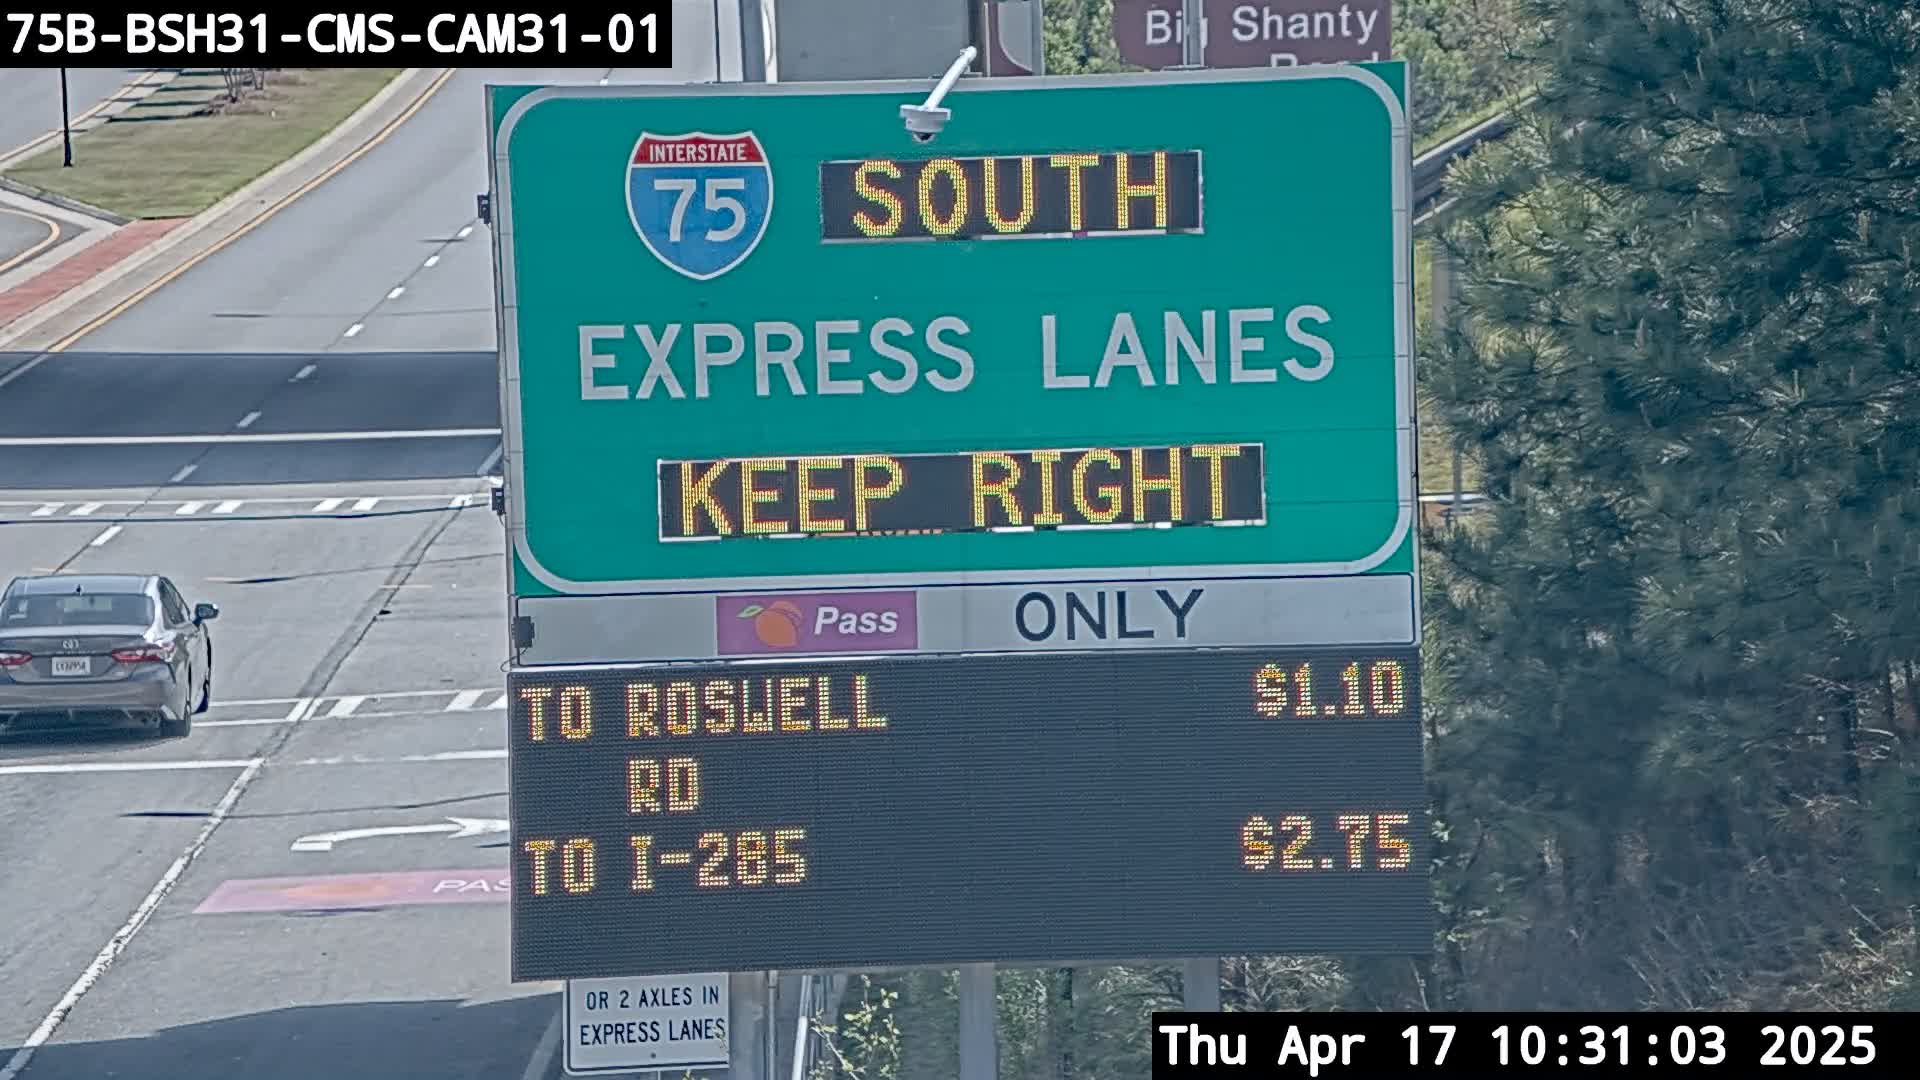 75B-BSH31-CMS-CAM31-01
Big Shanty
INTERSTATE
75
SOUTH
EXPRESS LANES
KEEP RIGHT
Pass
ONLY
TO ROSWELL $1.10
RD
TO I-285 $2.75
PAS
OR 2 AXLES IN
EXPRESS LANES
Thu Apr 17 10:31:03 2025